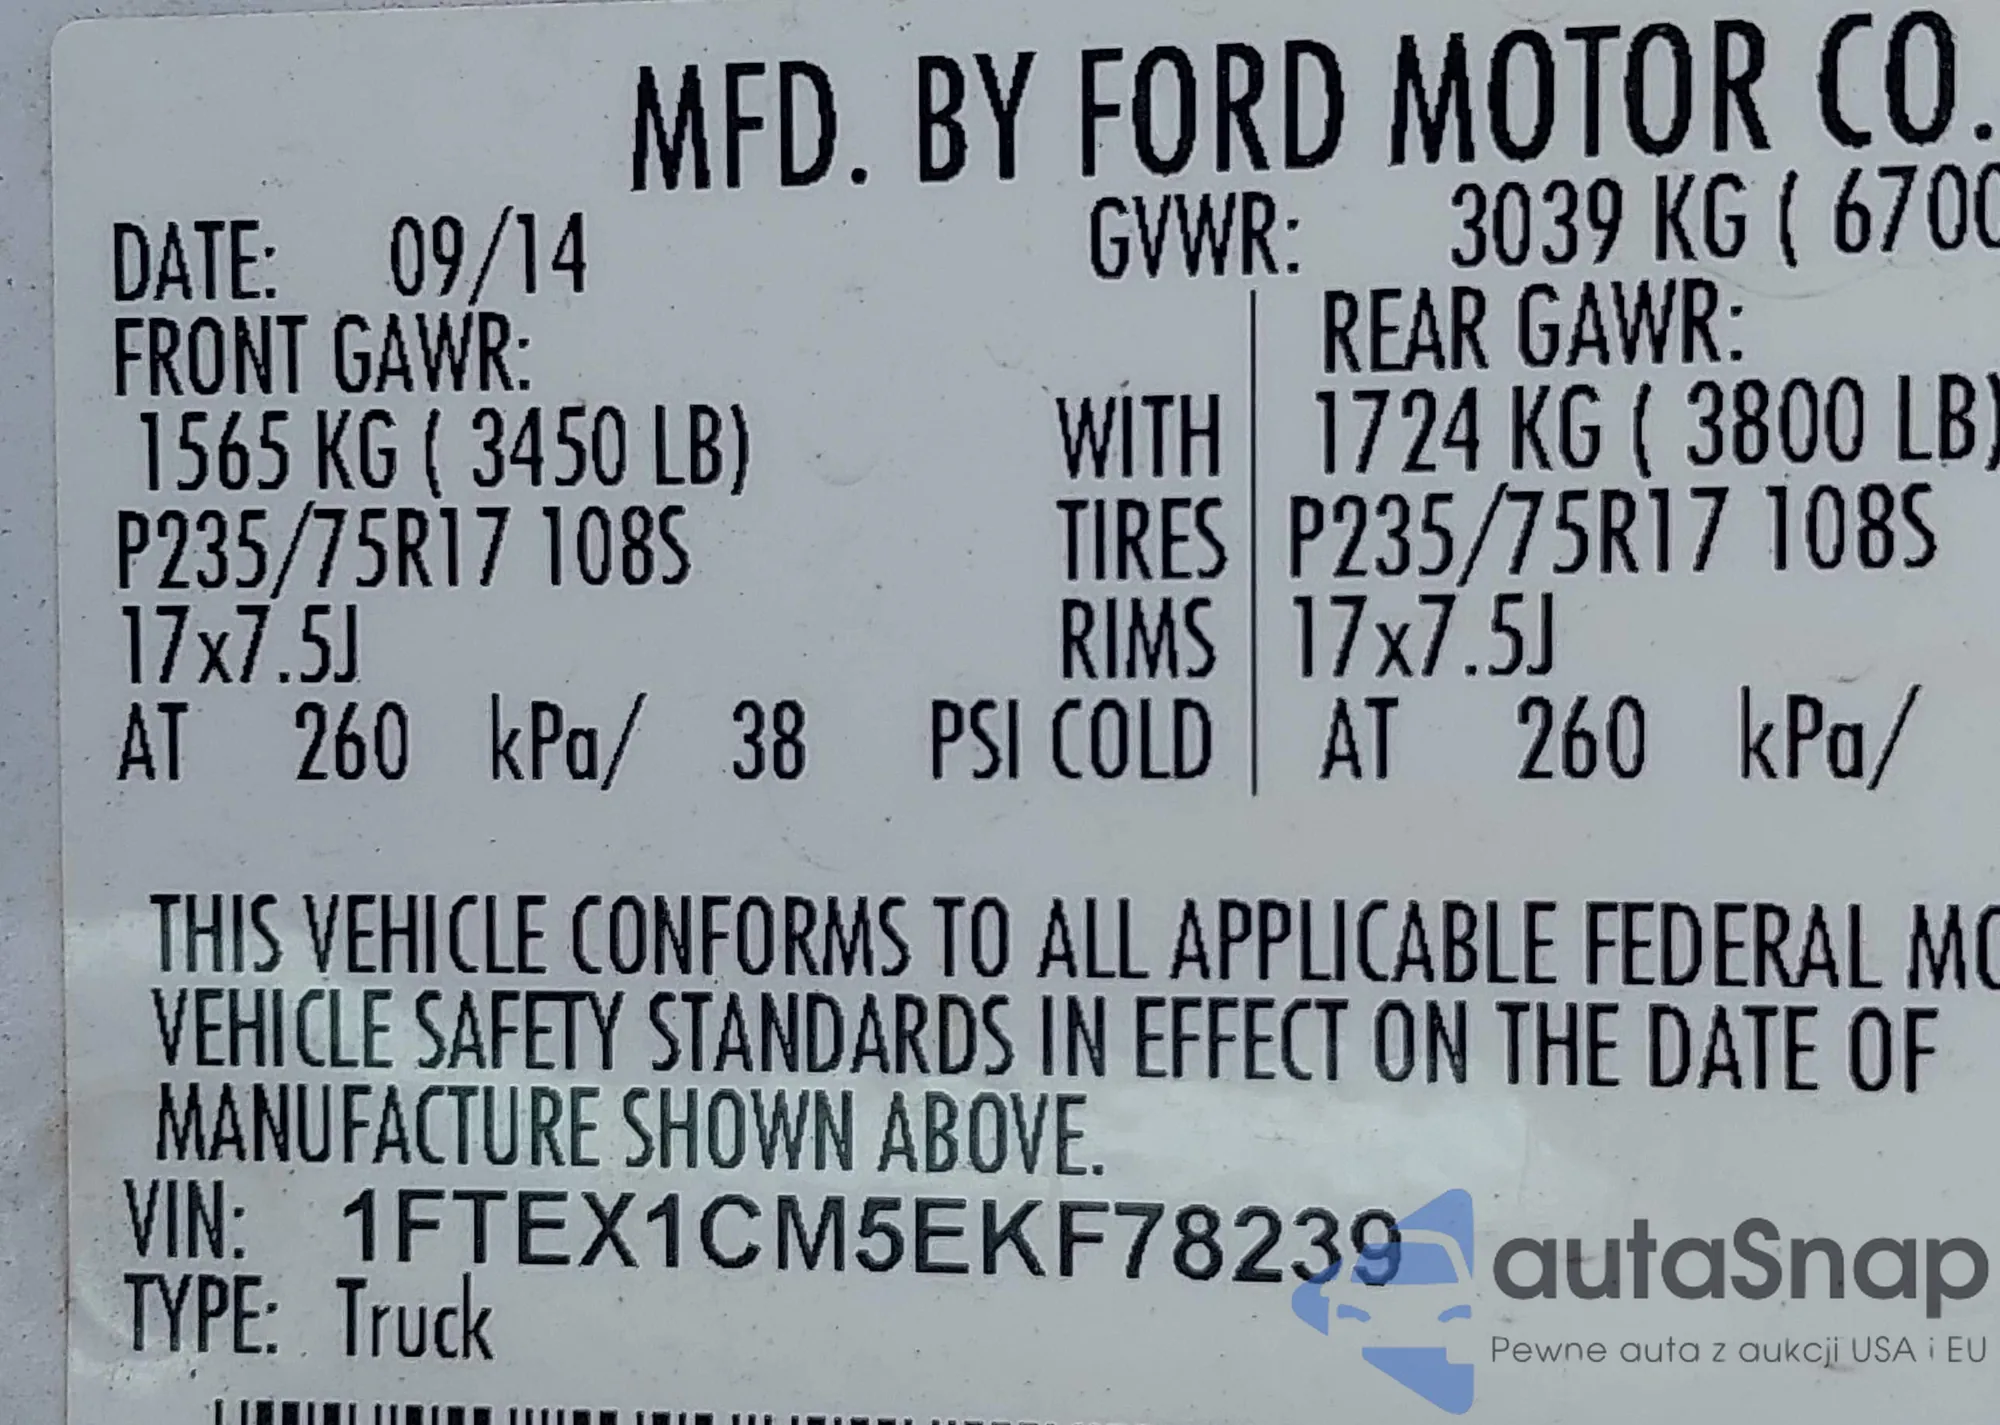 MFD. BY FORD MOTOR CO.
DATE: 09/14 GVWR: 3039 KG ( 6700
FRONT GAWR: REAR GAWR:
1565 KG ( 3450 LB) WITH 1724 KG ( 3800 LB)
P235/75R17 108S TIRES P235/75R17 108S
17x7.5J RIMS 17x7.5J
AT 260 kPa/ 38 PSI COLD AT 260 kPa/
THIS VEHICLE CONFORMS TO ALL APPLICABLE FEDERAL MO
VEHICLE SAFETY STANDARDS IN EFFECT ON THE DATE OF
MANUFACTURE SHOWN ABOVE.
VIN: 1FTEX1CM5EKF78239
TYPE: Truck
autaSnap
Pewne auta z aukcji USA i EU